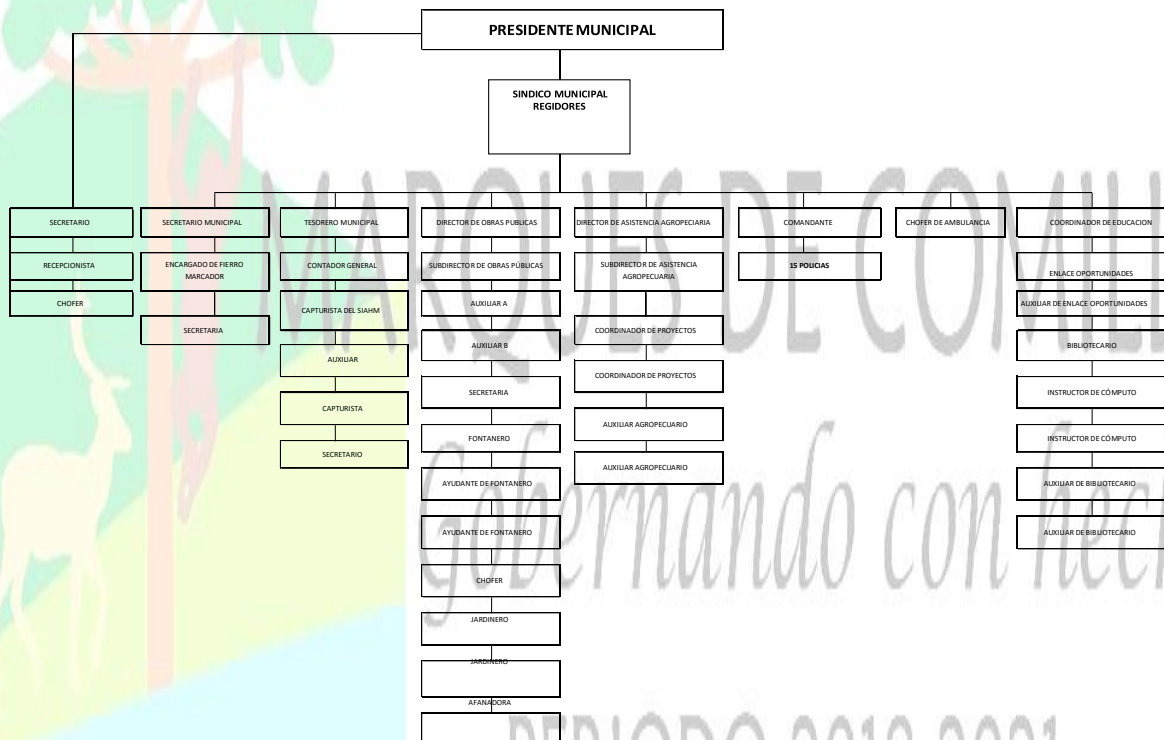 PRESIDENTE MUNICIPAL
SINDICO MUNICIPAL
REGIDORES
SECRETARIO
RECEPCIONISTA
CHOFER
SECRETARIO MUNICIPAL
ENCARGADO DE FIERRO
MARCADOR
SECRETARIA
TESORERO MUNICIPAL
CONTADOR GENERAL
CAPTURISTA DEL SIAHM
AUXILIAR
CAPTURISTA
SECRETARIO
DIRECTOR DE OBRAS PUBLICAS
SUBDIRECTOR DE OBRAS PÚBLICAS
AUXILIAR A
AUXILIAR B
SECRETARIA
FONTANERO
AYUDANTE DE FONTANERO
AYUDANTE DE FONTANERO
CHOFER
JARDINERO
JARDINERO
AFANADORA
DIRECTOR DE ASISTENCIA AGROPECIARIA
SUBDIRECTOR DE ASISTENCIA
AGROPECUARIA
COORDINADOR DE PROYECTOS
COORDINADOR DE PROYECTOS
AUXILIAR AGROPECUARIO
AUXILIAR AGROPECUARIO
COMANDANTE
15 POLICIAS
CHOFER DE AMBULANCIA
COORDINADOR DE EDUCACION
ENLACE OPORTUNIDADES
AUXILIAR DE ENLACE OPORTUNIDADES
BIBLIOTECARIO
INSTRUCTOR DE CÓMPUTO
INSTRUCTOR DE CÓMPUTO
AUXILIAR DE BIBLIOTECARIO
AUXILIAR DE BIBLIOTECARIO
MARQUES DE COMILL
Gobernando con hec
PERIODO 2018-2021